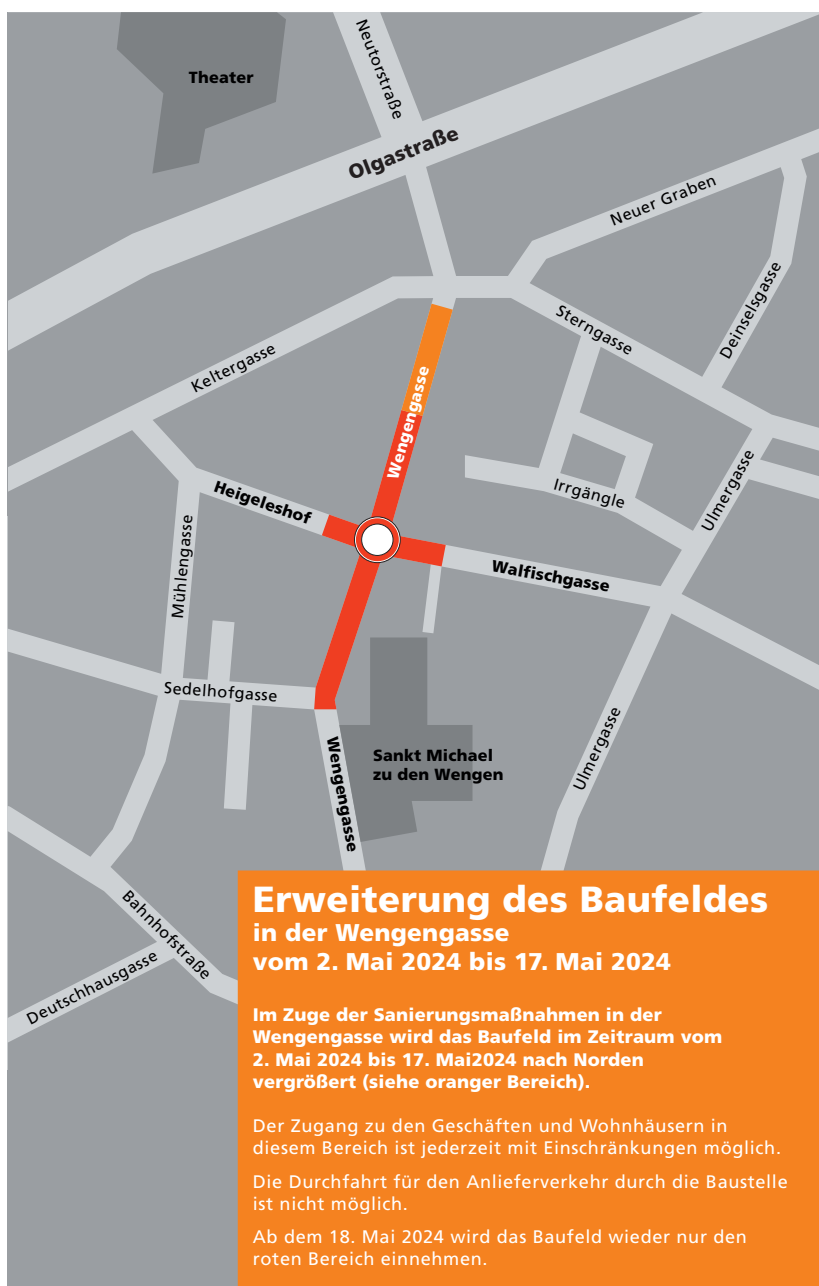 Theater
Neutorstraße
Olgastraße
Neuer Graben
Deinselsgasse
Sterngasse
Keltergasse
Wengengasse
Ulmergasse
Irrgängle
Heigeleshof
Mühlengasse
Walfischgasse
Sedelhofgasse
Ulmergasse
Wengengasse
Sankt Michael
zu den Wengen
Bahnhofstraße
Deutschhausgasse
Erweiterung des Baufeldes
in der Wengengasse
vom 2. Mai 2024 bis 17. Mai 2024
Im Zuge der Sanierungsmaßnahmen in der
Wengengasse wird das Baufeld im Zeitraum vom
2. Mai 2024 bis 17. Mai2024 nach Norden
vergrößert (siehe oranger Bereich).
Der Zugang zu den Geschäften und Wohnhäusern in
diesem Bereich ist jederzeit mit Einschränkungen möglich.
Die Durchfahrt für den Anlieferverkehr durch die Baustelle
ist nicht möglich.
Ab dem 18. Mai 2024 wird das Baufeld wieder nur den
roten Bereich einnehmen.